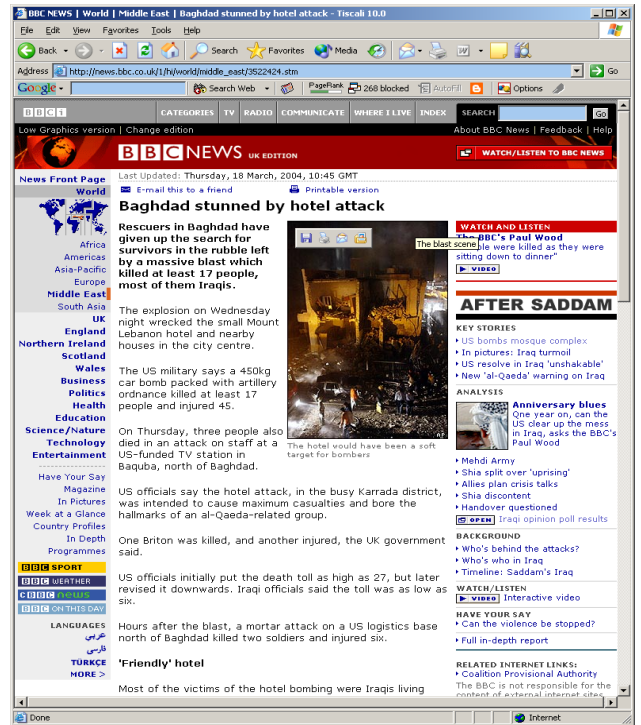 BBC NEWS | World | Middle East | Baghdad stunned by hotel attack - Tiscali 10.0
File Edit View Favorites Tools Help
Back Search Favorites Media
Address http://news.bbc.co.uk/1/hi/world/middle_east/3522424.stm Go
Google Search Web PageRank 268 blocked AutoFill Options
BBC1 CATEGORIES TV RADIO COMMUNICATE WHERE I LIVE INDEX SEARCH Go
Low Graphics version | Change edition About BBC News | Feedback | Help
BBC NEWS UK EDITION WATCH/LISTEN TO BBC NEWS
News Front Page
World
Africa
Americas
Asia-Pacific
Europe
Middle East
South Asia
UK
England
Northern Ireland
Scotland
Wales
Business
Politics
Health
Education
Science/Nature
Technology
Entertainment
Have Your Say
Magazine
In Pictures
Week at a Glance
Country Profiles
In Depth
Programmes
BBC SPORT
BBC WEATHER
CBBC news
BBC ON THIS DAY
LANGUAGES
عربي
فارسی
TÜRKÇE
MORE >
Last Updated: Thursday, 18 March, 2004, 10:45 GMT
E-mail this to a friend Printable version
Baghdad stunned by hotel attack
Rescuers in Baghdad have
given up the search for
survivors in the rubble left
by a massive blast which
killed at least 17 people,
most of them Iraqis.
The explosion on Wednesday
night wrecked the small Mount
Lebanon hotel and nearby
houses in the city centre.
The US military says a 450kg
car bomb packed with artillery
ordnance killed at least 17
people and injured 45.
On Thursday, three people also
died in an attack on staff at a
US-funded TV station in
Baquba, north of Baghdad.
The blast scene
AP
The hotel would have been a soft
target for bombers
US officials say the hotel attack, in the busy Karrada district,
was intended to cause maximum casualties and bore the
hallmarks of an al-Qaeda-related group.
One Briton was killed, and another injured, the UK government
said.
US officials initially put the death toll as high as 27, but later
revised it downwards. Iraqi officials said the toll was as low as
six.
Hours after the blast, a mortar attack on a US logistics base
north of Baghdad killed two soldiers and injured six.
'Friendly' hotel
Most of the victims of the hotel bombing were Iraqis living
WATCH AND LISTEN
The BBC's Paul Wood
were killed as they were
sitting down to dinner"
VIDEO
AFTER SADDAM
KEY STORIES
US bombs mosque complex
In pictures: Iraq turmoil
US resolve in Iraq 'unshakable'
New 'al-Qaeda' warning on Iraq
ANALYSIS
Anniversary blues
One year on, can the
US clear up the mess
in Iraq, asks the BBC's
Paul Wood
Mehdi Army
Shia split over 'uprising'
Allies plan crisis talks
Shia discontent
Handover questioned
OPEN Iraqi opinion poll results
BACKGROUND
Who's behind the attacks?
Who's who in Iraq
Timeline: Saddam's Iraq
WATCH/LISTEN
VIDEO Interactive video
HAVE YOUR SAY
Can the violence be stopped?
Full in-depth report
RELATED INTERNET LINKS:
Coalition Provisional Authority
The BBC is not responsible for the
content of external internet sites
Done Internet